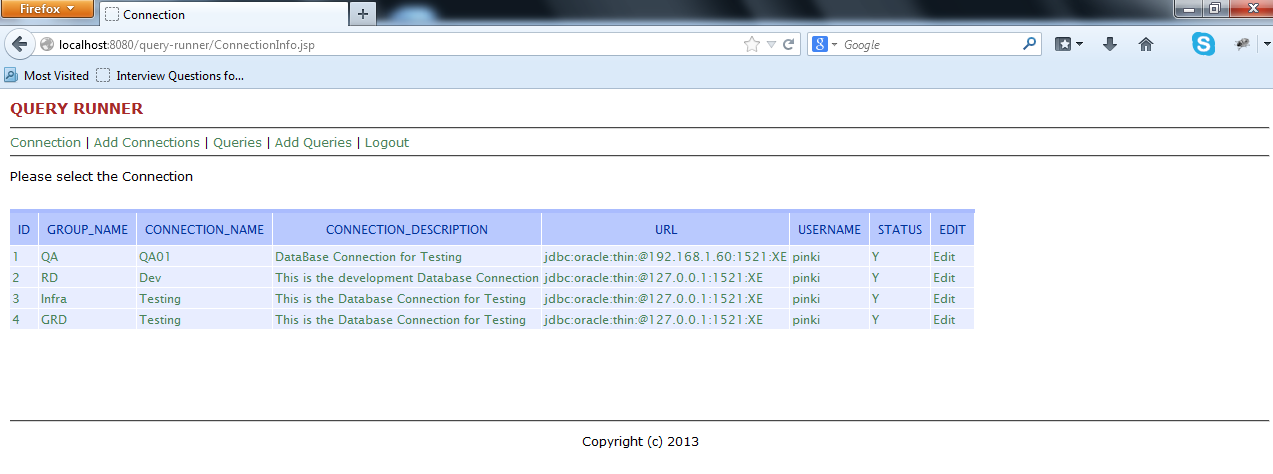 Firefox
Connection
localhost:8080/query-runner/ConnectionInfo.jsp
Google
Most Visited Interview Questions fo...
QUERY RUNNER
Connection | Add Connections | Queries | Add Queries | Logout
Please select the Connection
ID GROUP_NAME CONNECTION_NAME CONNECTION_DESCRIPTION URL USERNAME STATUS EDIT
1 QA QA01 DataBase Connection for Testing jdbc:oracle:thin:@192.168.1.60:1521:XE pinki Y Edit
2 RD Dev This is the development Database Connection jdbc:oracle:thin:@127.0.0.1:1521:XE pinki Y Edit
3 Infra Testing This is the Database Connection for Testing jdbc:oracle:thin:@127.0.0.1:1521:XE pinki Y Edit
4 GRD Testing This is the Database Connection for Testing jdbc:oracle:thin:@127.0.0.1:1521:XE pinki Y Edit
Copyright (c) 2013